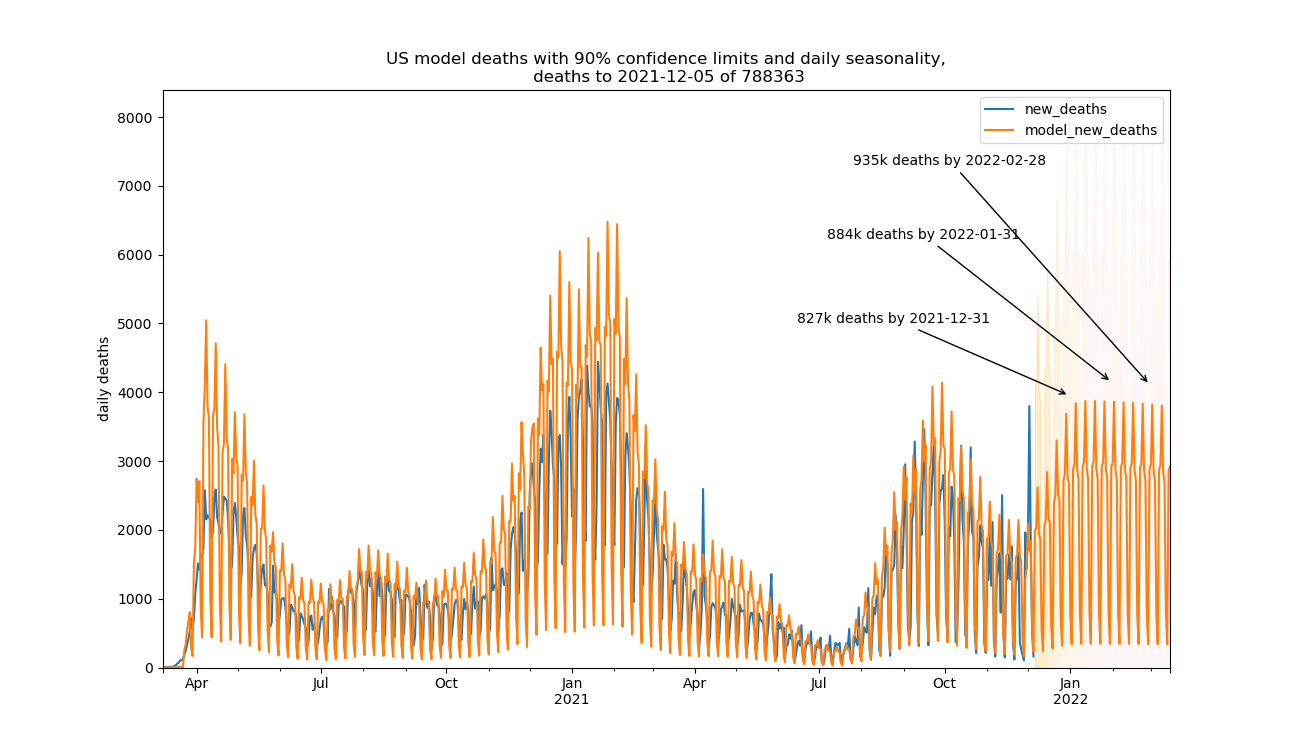 US model deaths with 90% confidence limits and daily seasonality,
deaths to 2021-12-05 of 788363
new_deaths
model_new_deaths
935k deaths by 2022-02-28
884k deaths by 2022-01-31
827k deaths by 2021-12-31
daily deaths
8000
7000
6000
5000
4000
3000
2000
1000
0
Apr
Jul
Oct
Jan
2021
Apr
Jul
Oct
Jan
2022